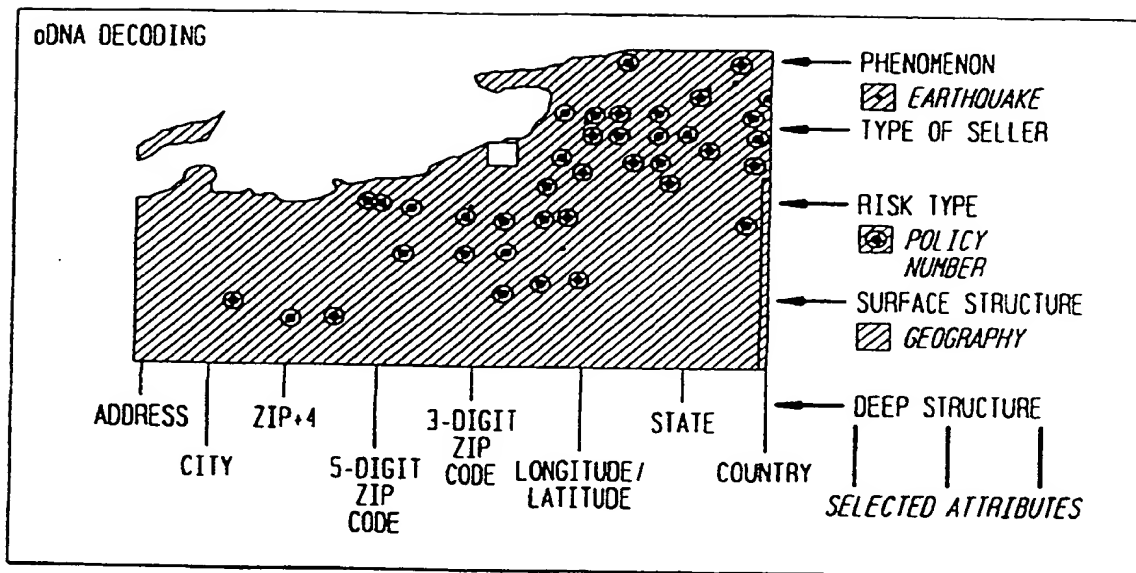 oDNA DECODING
PHENOMENON
EARTHQUAKE
TYPE OF SELLER
RISK TYPE
POLICY
NUMBER
SURFACE STRUCTURE
GEOGRAPHY
DEEP STRUCTURE
SELECTED ATTRIBUTES
ADDRESS
CITY
ZIP+4
5-DIGIT
ZIP
CODE
3-DIGIT
ZIP
CODE
LONGITUDE/
LATITUDE
STATE
COUNTRY